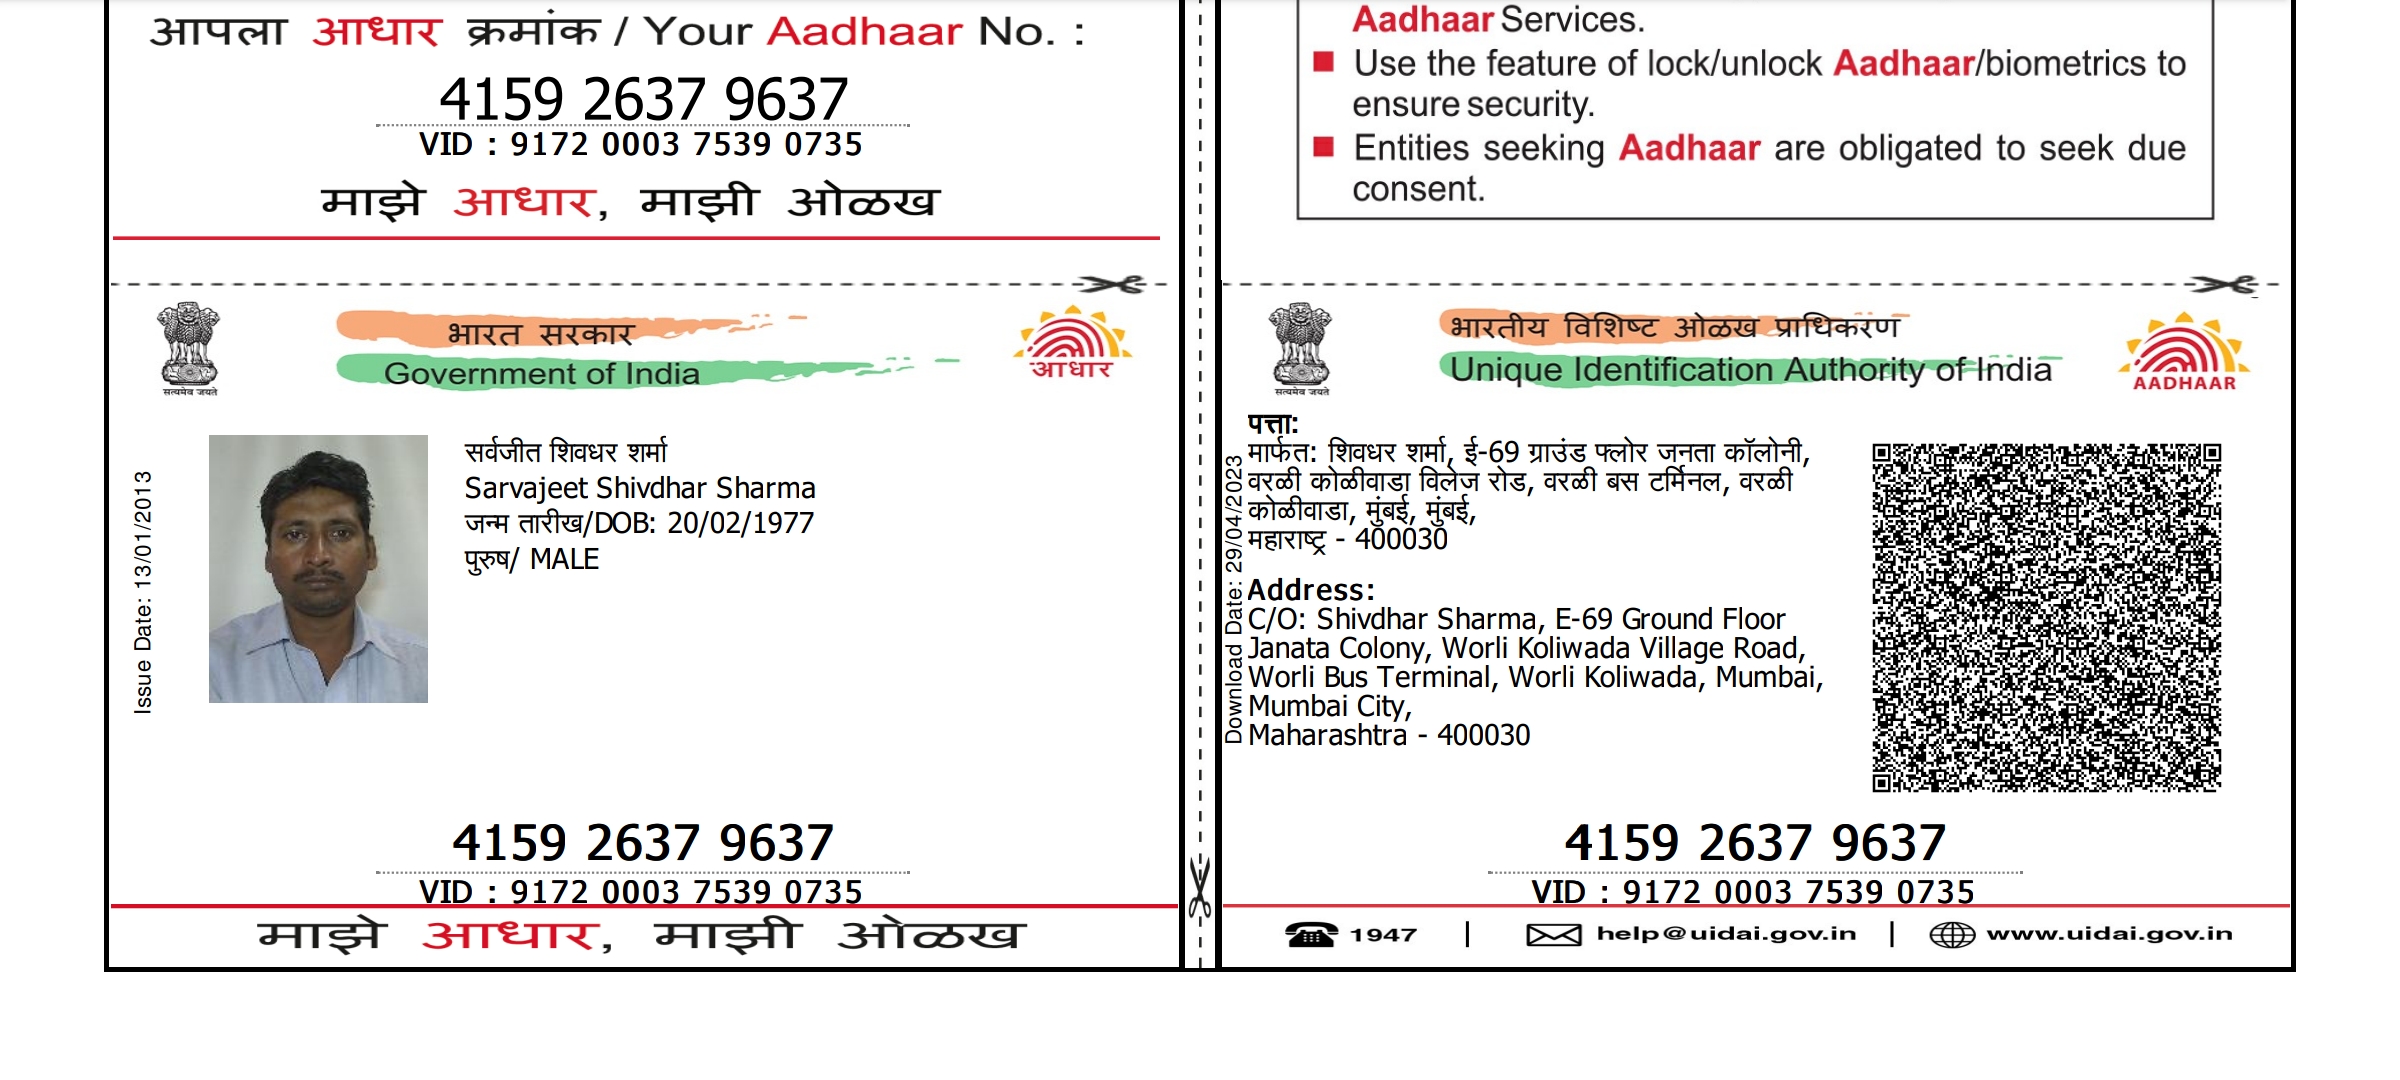 आपला आधार क्रमांक / Your Aadhaar No. :
4159 2637 9637
VID : 9172 0003 7539 0735
माझे आधार, माझी ओळख
Aadhaar Services.
Use the feature of lock/unlock Aadhaar/biometrics to
ensure security.
Entities seeking Aadhaar are obligated to seek due
consent.
सत्यमेव जयते
भारत सरकार
Government of India
आधार
Issue Date: 13/01/2013
सर्वजीत शिवधर शर्मा
Sarvajeet Shivdhar Sharma
जन्म तारीख/DOB: 20/02/1977
पुरुष/ MALE
4159 2637 9637
VID : 9172 0003 7539 0735
माझे आधार, माझी ओळख
सत्यमेव जयते
भारतीय विशिष्ट ओळख प्राधिकरण
Unique Identification Authority of India
AADHAAR
Download Date: 29/04/2023
पत्ता:
मार्फत: शिवधर शर्मा, ई-69 ग्राउंड फ्लोर जनता कॉलोनी,
वरळी कोळीवाडा विलेज रोड, वरळी बस टर्मिनल, वरळी
कोळीवाडा, मुंबई, मुंबई,
महाराष्ट्र - 400030
Address:
C/O: Shivdhar Sharma, E-69 Ground Floor
Janata Colony, Worli Koliwada Village Road,
Worli Bus Terminal, Worli Koliwada, Mumbai,
Mumbai City,
Maharashtra - 400030
4159 2637 9637
VID : 9172 0003 7539 0735
1947 | help@uidai.gov.in | www.uidai.gov.in